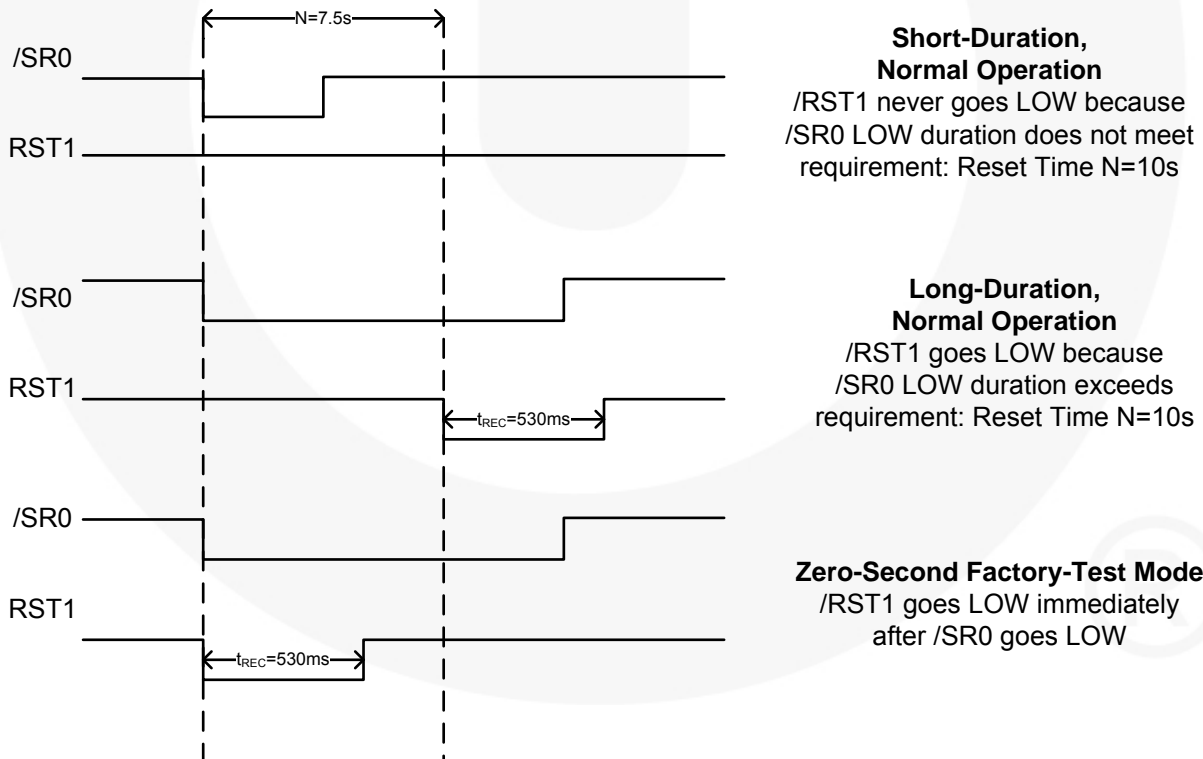 N=7.5s
/SR0
RST1
Short-Duration,
Normal Operation
/RST1 never goes LOW because
/SR0 LOW duration does not meet
requirement: Reset Time N=10s
/SR0
RST1
tREC=530ms
Long-Duration,
Normal Operation
/RST1 goes LOW because
/SR0 LOW duration exceeds
requirement: Reset Time N=10s
/SR0
RST1
tREC=530ms
Zero-Second Factory-Test Mode
/RST1 goes LOW immediately
after /SR0 goes LOW
®